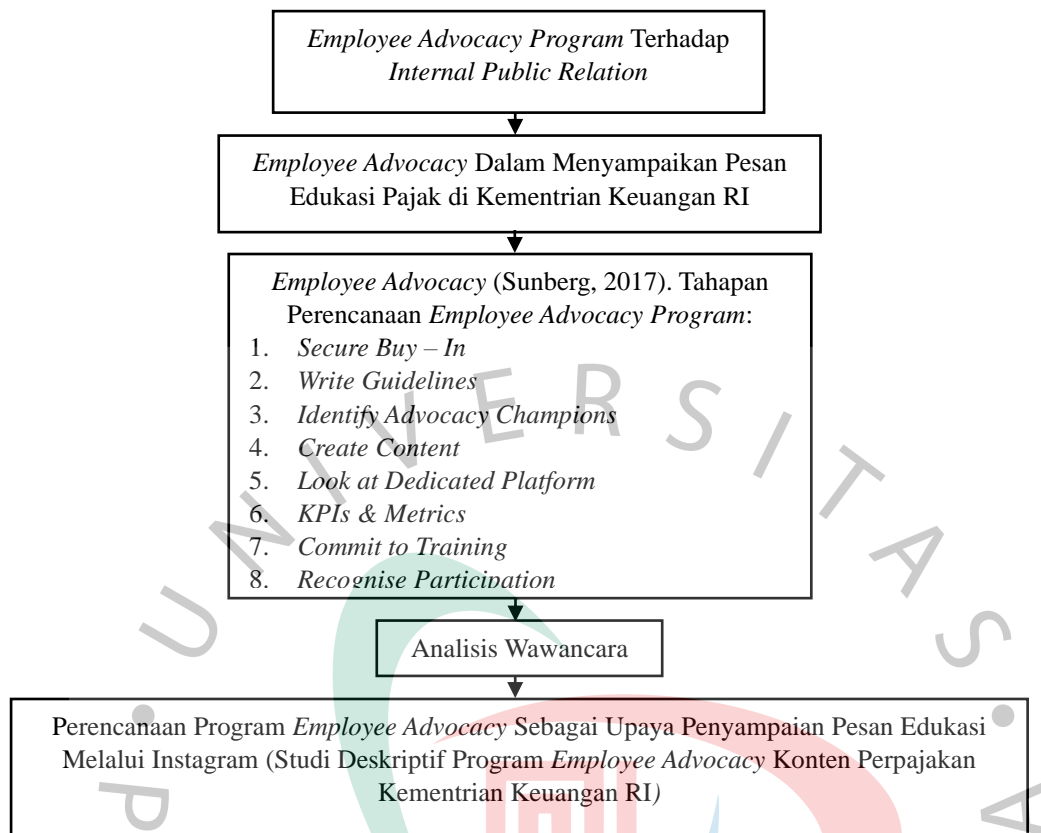 Employee Advocacy Program Terhadap
Internal Public Relation
Employee Advocacy Dalam Menyampaikan Pesan
Edukasi Pajak di Kementrian Keuangan RI
Employee Advocacy (Sunberg, 2017). Tahapan
Perencanaan Employee Advocacy Program:
1. Secure Buy – In
2. Write Guidelines
3. Identify Advocacy Champions
4. Create Content
5. Look at Dedicated Platform
6. KPIs & Metrics
7. Commit to Training
8. Recognise Participation
Analisis Wawancara
Perencanaan Program Employee Advocacy Sebagai Upaya Penyampaian Pesan Edukasi
Melalui Instagram (Studi Deskriptif Program Employee Advocacy Konten Perpajakan
Kementrian Keuangan RI)
UNIVERSITAS
P
A